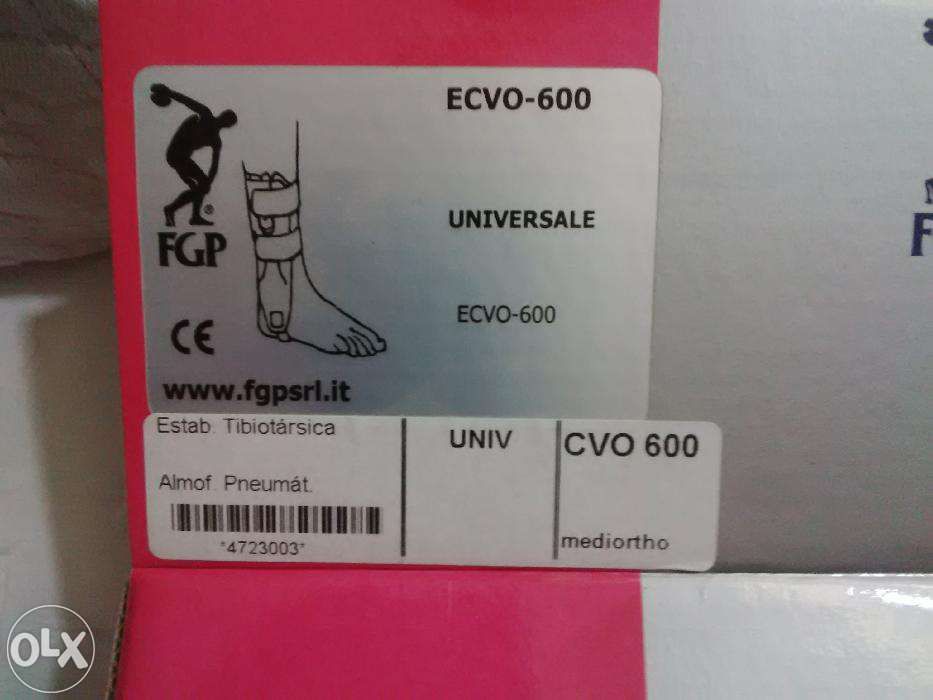 ECVO-600
FGP
UNIVERSALE
ECVO-600
CE
www.fgpsrl.it
Estab. Tibiotársica
Almof. Pneumát.
*4723003*
UNIV
CVO 600
mediortho
F
OLX